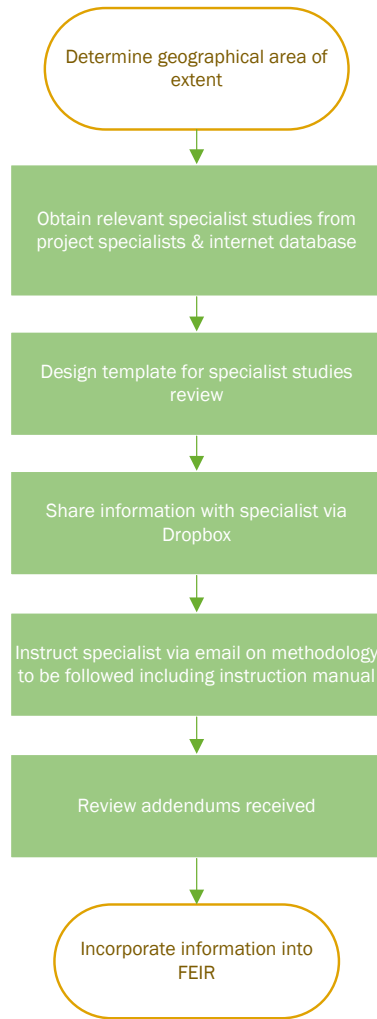 Determine geographical area of
extent
Obtain relevant specialist studies from
project specialists & internet database
Design template for specialist studies
review
Share information with specialist via
Dropbox
Instruct specialist via email on methodology
to be followed including instruction manual
Review addendums received
Incorporate information into
FEIR